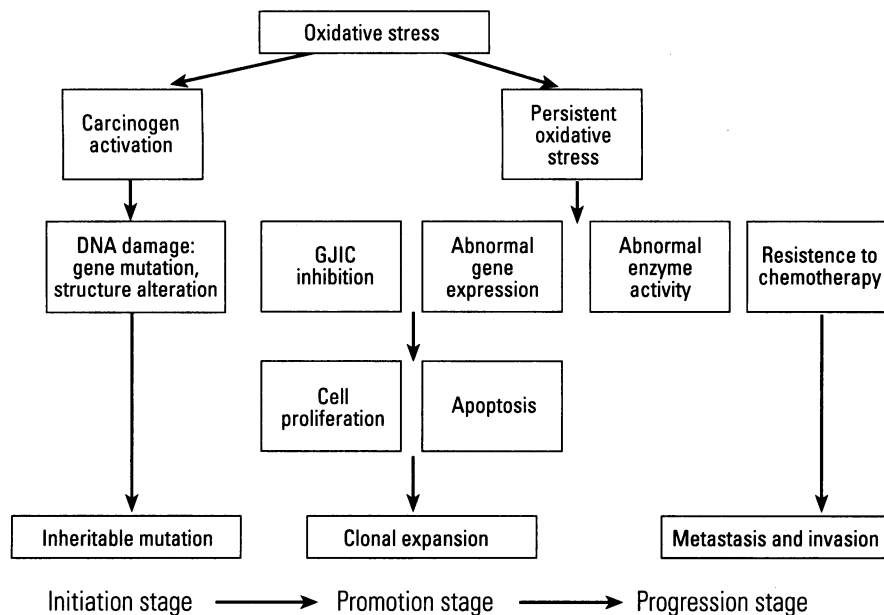 Oxidative stress
Carcinogen
activation
Persistent
oxidative
stress
DNA damage:
gene mutation,
structure alteration
GJIC
inhibition
Abnormal
gene
expression
Abnormal
enzyme
activity
Resistence to
chemotherapy
Cell
proliferation
Apoptosis
Inheritable mutation
Clonal expansion
Metastasis and invasion
Initiation stage
Promotion stage
Progression stage